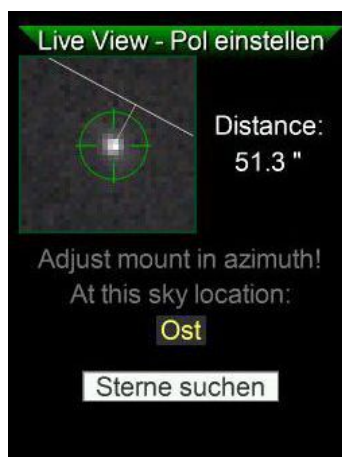 Live View - Pol einstellen
Distance:
51.3 "
Adjust mount in azimuth!
At this sky location:
Ost
Sterne suchen